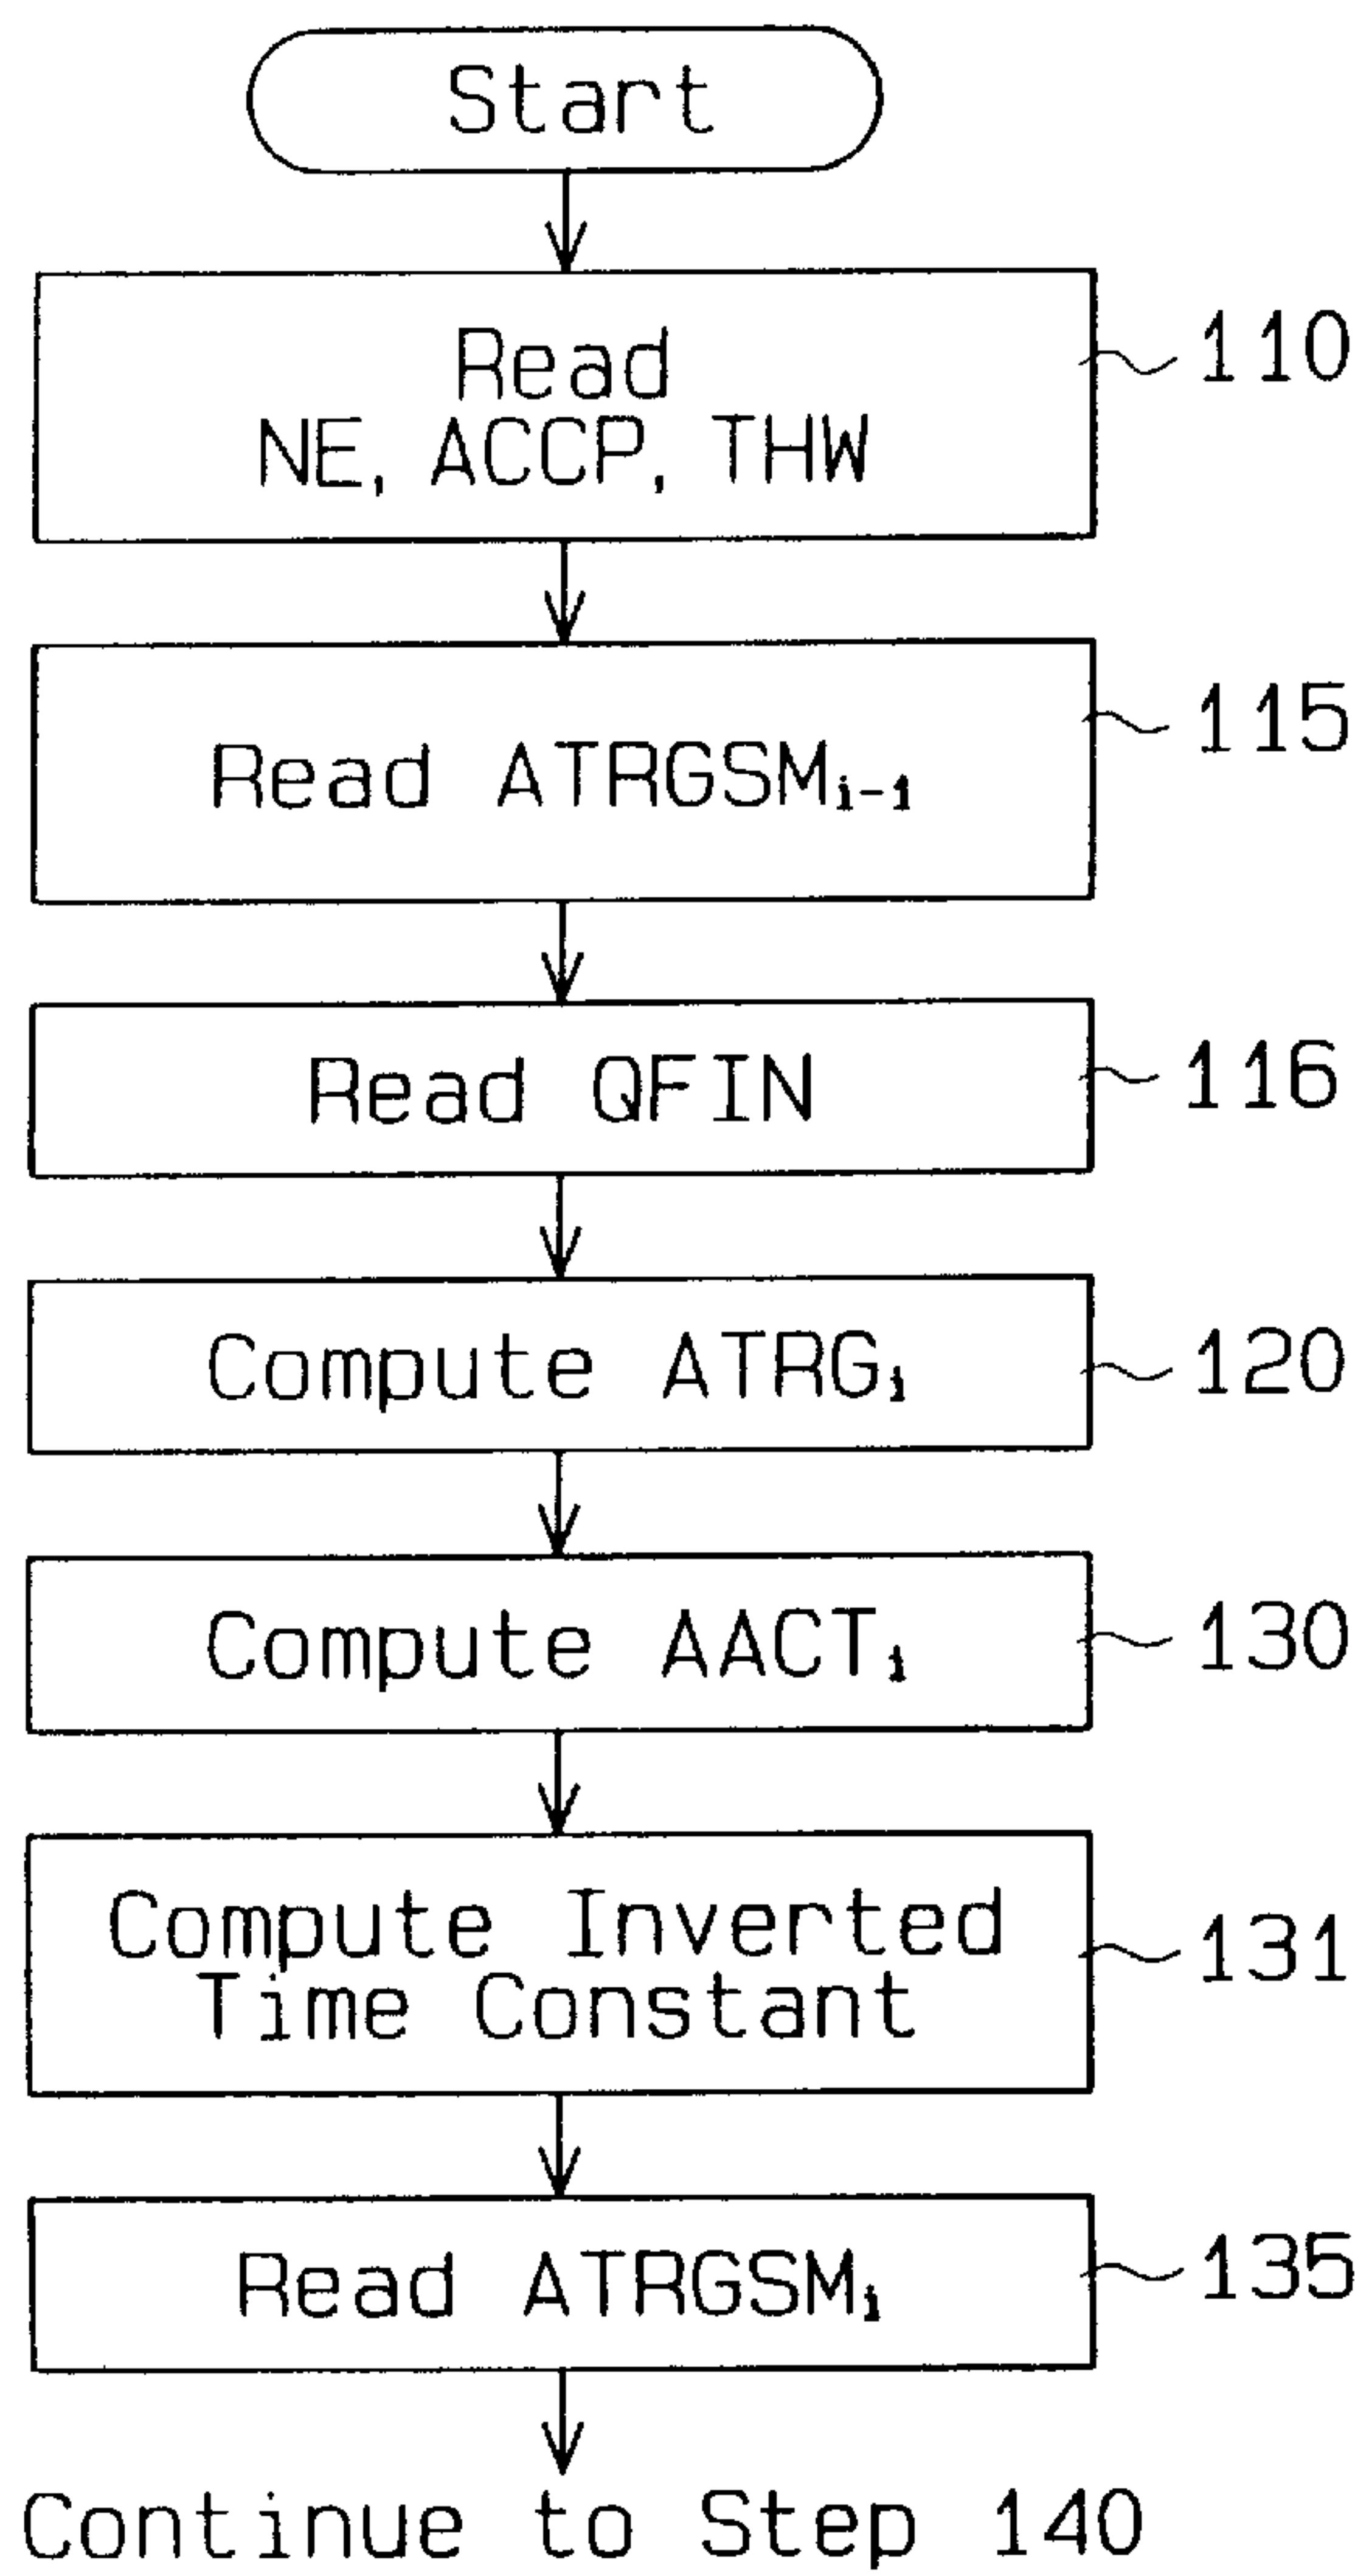 Start
Read
NE, ACCP, THW
110
Read ATRGSMi-1
115
Read QFIN
116
Compute ATRGi
120
Compute AACTi
130
Compute Inverted
Time Constant
131
Read ATRGSMi
135
Continue to Step 140